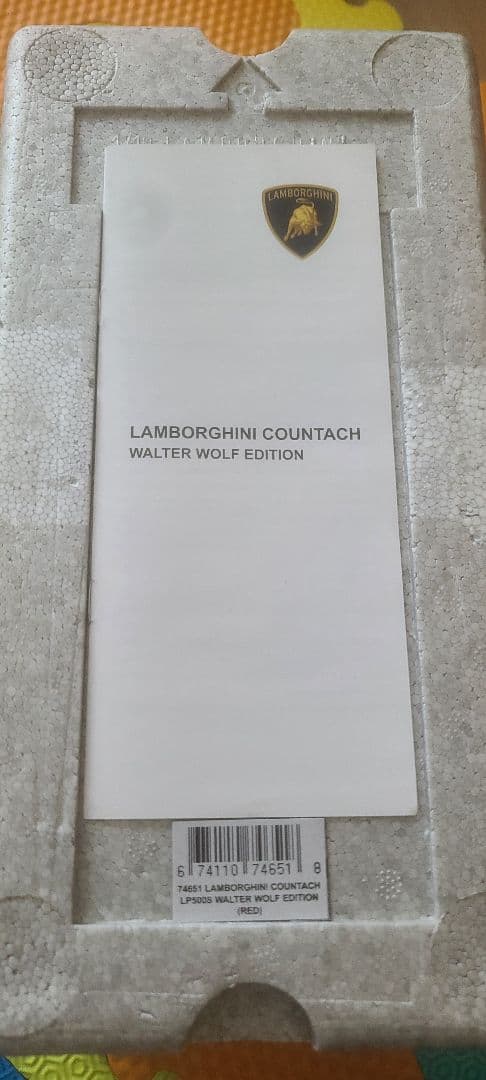 LAMBORGHINI
LAMBORGHINI COUNTACH
WALTER WOLF EDITION
6 74110 74651 8
74651 LAMBORGHINI COUNTACH
LP500S WALTER WOLF EDITION
(RED)